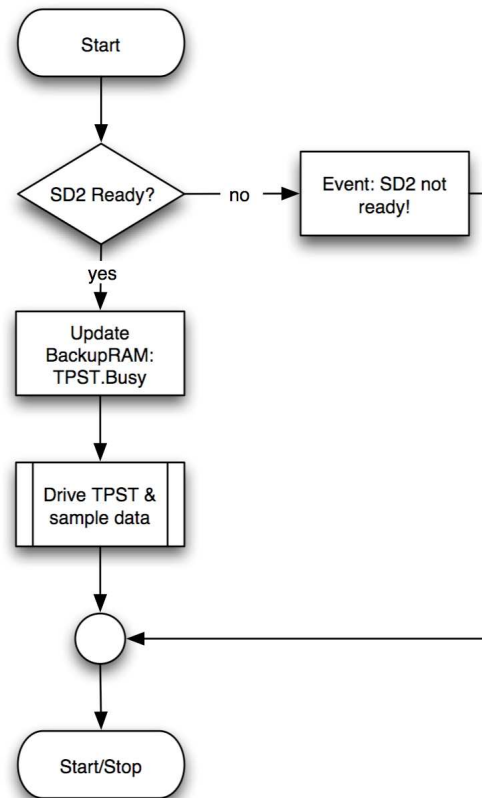 Start
SD2 Ready?
no
Event: SD2 not
ready!
yes
Update
BackupRAM:
TPST.Busy
Drive TPST &
sample data
Start/Stop